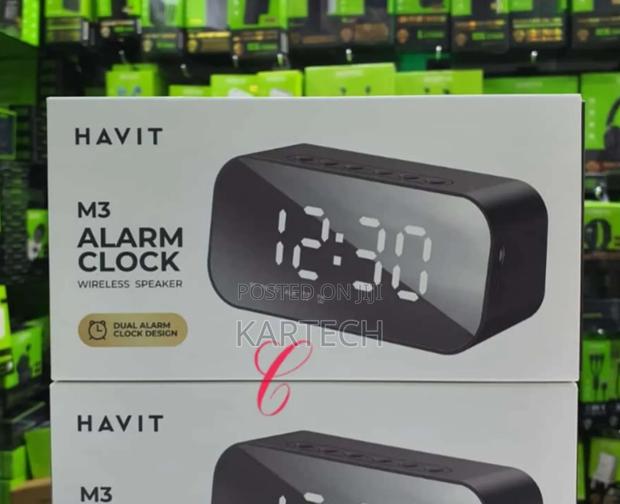 HAVIT
M3
ALARM
CLOCK
WIRELESS SPEAKER
DUAL ALARM
CLOCK DESIGN
12:30
POSTED ON JIJI
KARTECH
C
HAVIT
M3